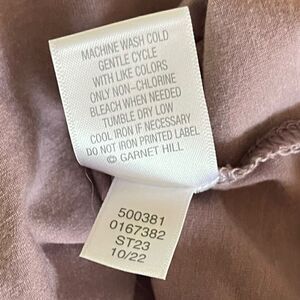 MACHINE WASH COLD
GENTLE CYCLE
WITH LIKE COLORS
ONLY NON-CHLORINE
BLEACH WHEN NEEDED
TUMBLE DRY LOW
COOL IRON IF NECESSARY
DO NOT IRON PRINTED LABEL
© GARNET HILL
500381
0167382
ST23
10/22